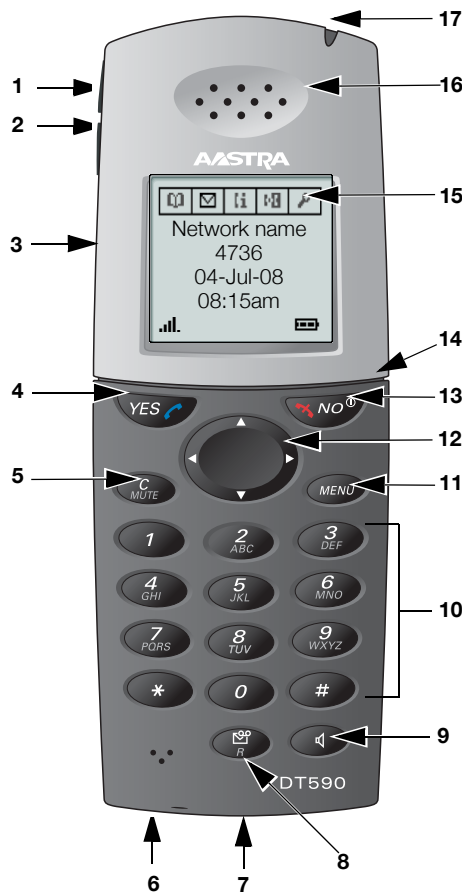 17
1
16
2
AASTRA
15
Network name
4736
3
04-Jul-08
08:15am
14
4
YES
NO
13
12
5
C
MUTE
MENU
11
1
2
ABC
3
DEF
4
GHI
5
JKL
6
MNO
10
7
PQRS
8
TUV
9
WXYZ
*
0
#
R
9
DT590
8
6
7